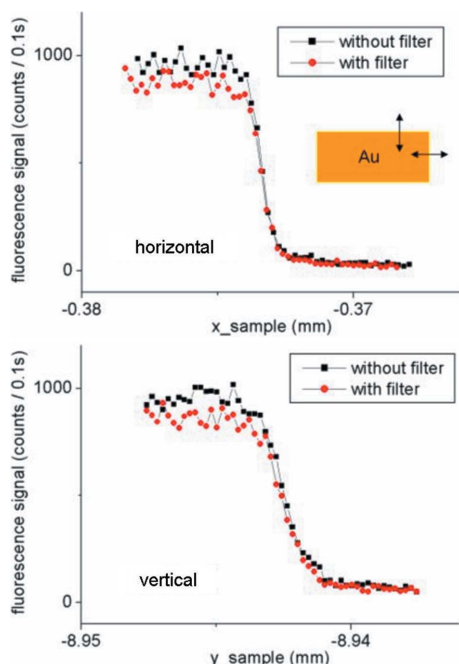 1000
0
fluorescence signal (counts / 0.1s)
without filter
with filter
Au
horizontal
-0.38
-0.37
x_sample (mm)
1000
0
fluorescence signal (counts / 0.1s)
without filter
with filter
vertical
-8.95
-8.94
y_sample (mm)